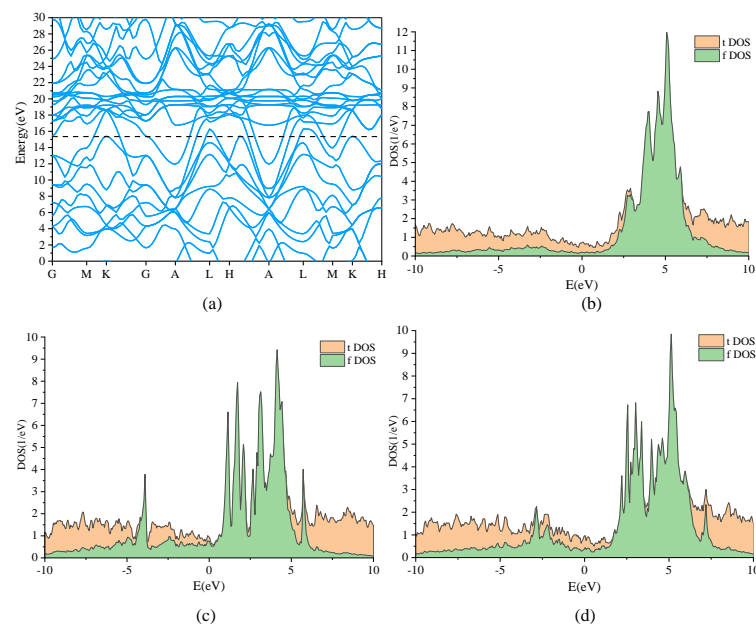 30
28
26
24
22
20
18
16
14
12
10
8
6
4
2
0
Energy(eV)
G M K G A L H A L M K H
(a)
12
11
10
9
8
7
6
5
4
3
2
1
0
DOS(1/eV)
t DOS
f DOS
-10 -5 0 5 10
E(eV)
(b)
10
9
8
7
6
5
4
3
2
1
0
DOS(1/eV)
t DOS
f DOS
-10 -5 0 5 10
E(eV)
(c)
10
9
8
7
6
5
4
3
2
1
0
DOS(1/eV)
t DOS
f DOS
-10 -5 0 5 10
E(eV)
(d)